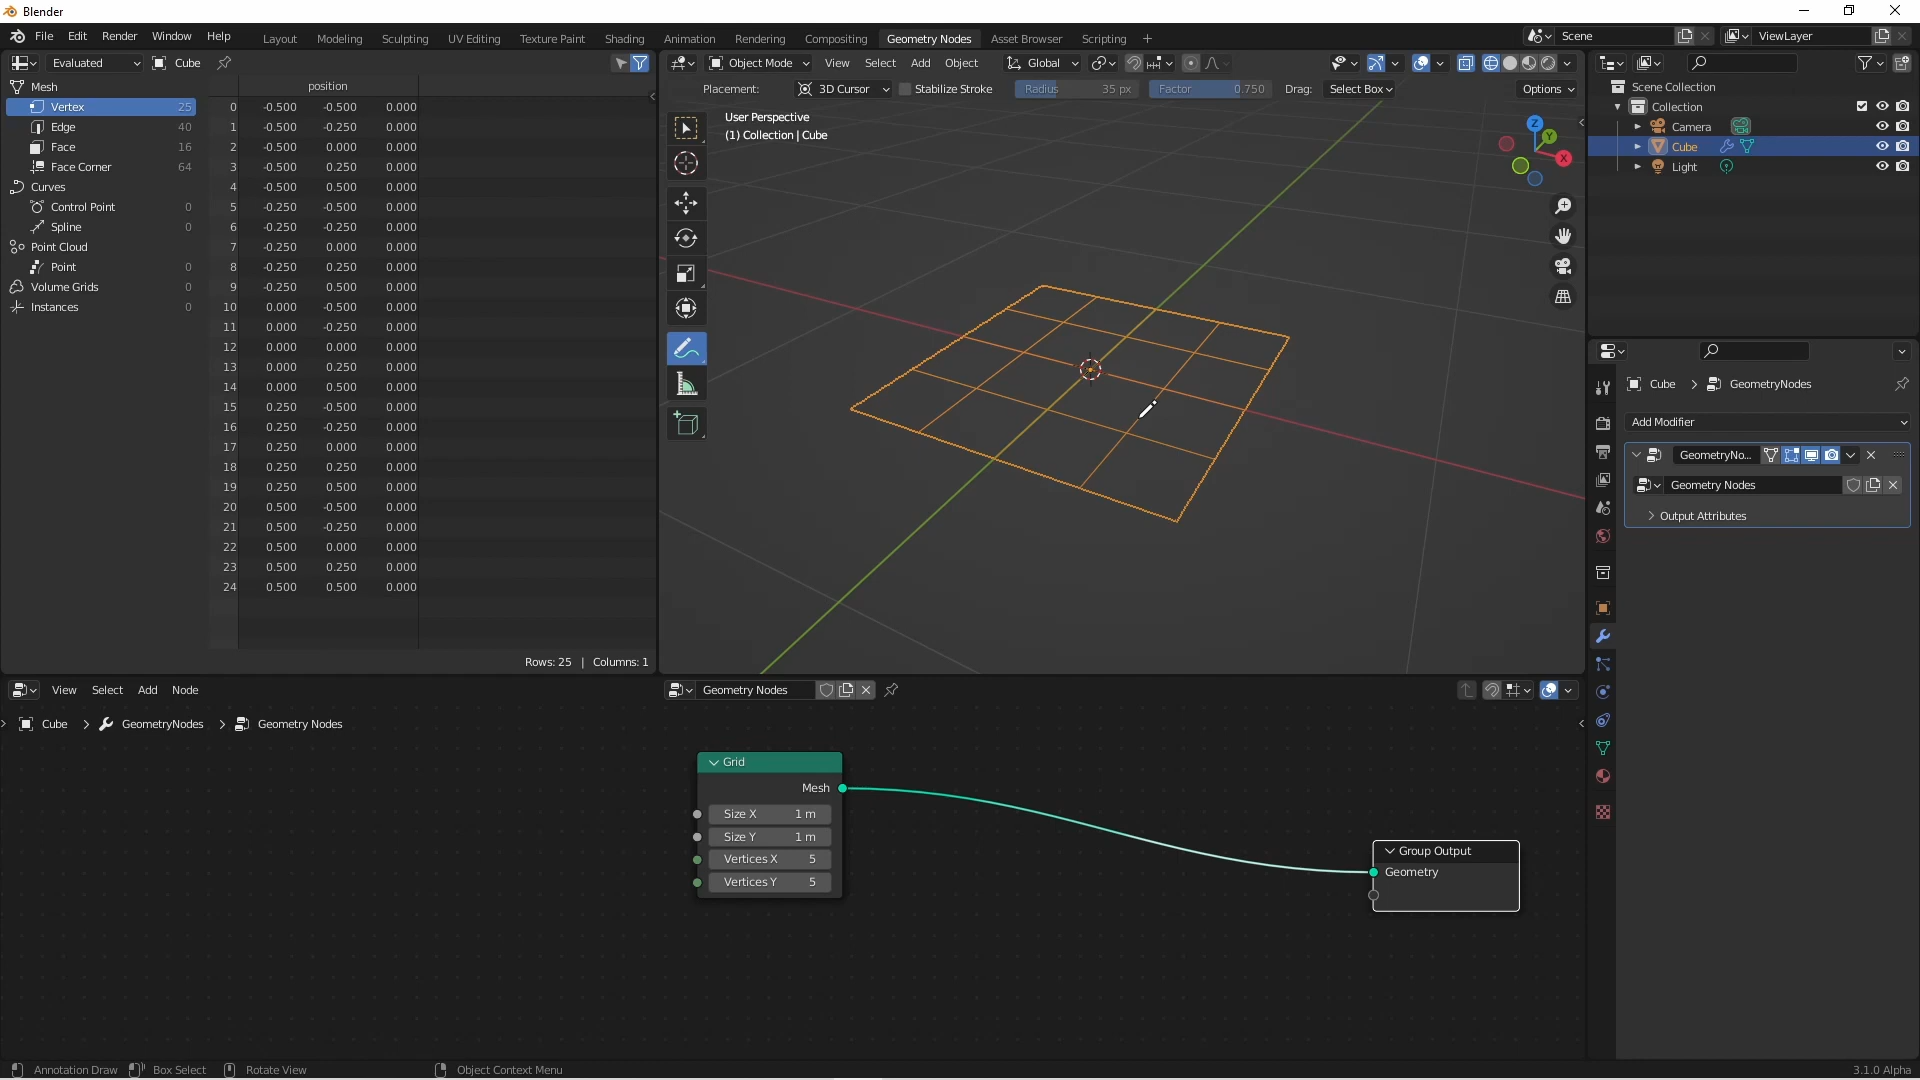 Blender
File Edit Render Window Help
Layout Modeling Sculpting UV Editing Texture Paint Shading Animation Rendering Compositing Geometry Nodes Asset Browser Scripting +
Scene
ViewLayer
Evaluated Cube
Object Mode View Select Add Object Global
Placement: 3D Cursor Stabilize Stroke Radius 35 px Factor 0.750 Drag: Select Box Options
User Perspective
(1) Collection | Cube
Z
Y
X
Mesh
Vertex 25
Edge 40
Face 16
Face Corner 64
Curves
Control Point 0
Spline 0
Point Cloud
Point 0
Volume Grids 0
Instances 0
position
0 -0.500 -0.500 0.000
1 -0.500 -0.250 0.000
2 -0.500 0.000 0.000
3 -0.500 0.250 0.000
4 -0.500 0.500 0.000
5 -0.250 -0.500 0.000
6 -0.250 -0.250 0.000
7 -0.250 0.000 0.000
8 -0.250 0.250 0.000
9 -0.250 0.500 0.000
10 0.000 -0.500 0.000
11 0.000 -0.250 0.000
12 0.000 0.000 0.000
13 0.000 0.250 0.000
14 0.000 0.500 0.000
15 0.250 -0.500 0.000
16 0.250 -0.250 0.000
17 0.250 0.000 0.000
18 0.250 0.250 0.000
19 0.250 0.500 0.000
20 0.500 -0.500 0.000
21 0.500 -0.250 0.000
22 0.500 0.000 0.000
23 0.500 0.250 0.000
24 0.500 0.500 0.000
Rows: 25 | Columns: 1
Scene Collection
Collection
Camera
Cube
Light
Cube GeometryNodes
Add Modifier
GeometryNo...
Geometry Nodes
Output Attributes
View Select Add Node
Geometry Nodes
Cube GeometryNodes Geometry Nodes
Grid
Mesh
Size X 1 m
Size Y 1 m
Vertices X 5
Vertices Y 5
Group Output
Geometry
Annotation Draw Box Select Rotate View Object Context Menu
3.1.0 Alpha